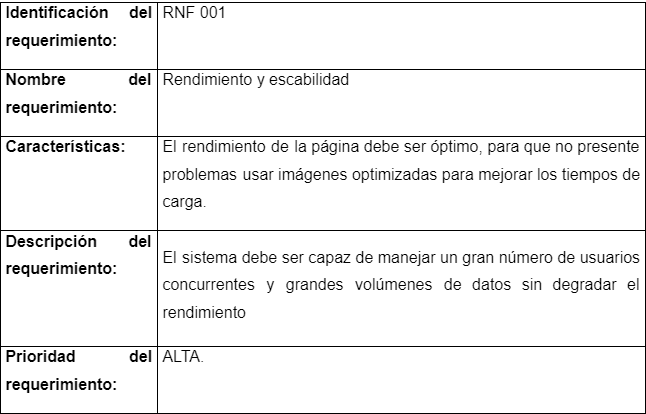 Identificación del RNF 001
requerimiento:
Nombre del Rendimiento y escabilidad
requerimiento:
Características: El rendimiento de la página debe ser óptimo, para que no presente
problemas usar imágenes optimizadas para mejorar los tiempos de
carga.
Descripción del
requerimiento:
El sistema debe ser capaz de manejar un gran número de usuarios
concurrentes y grandes volúmenes de datos sin degradar el
rendimiento
Prioridad del ALTA.
requerimiento: